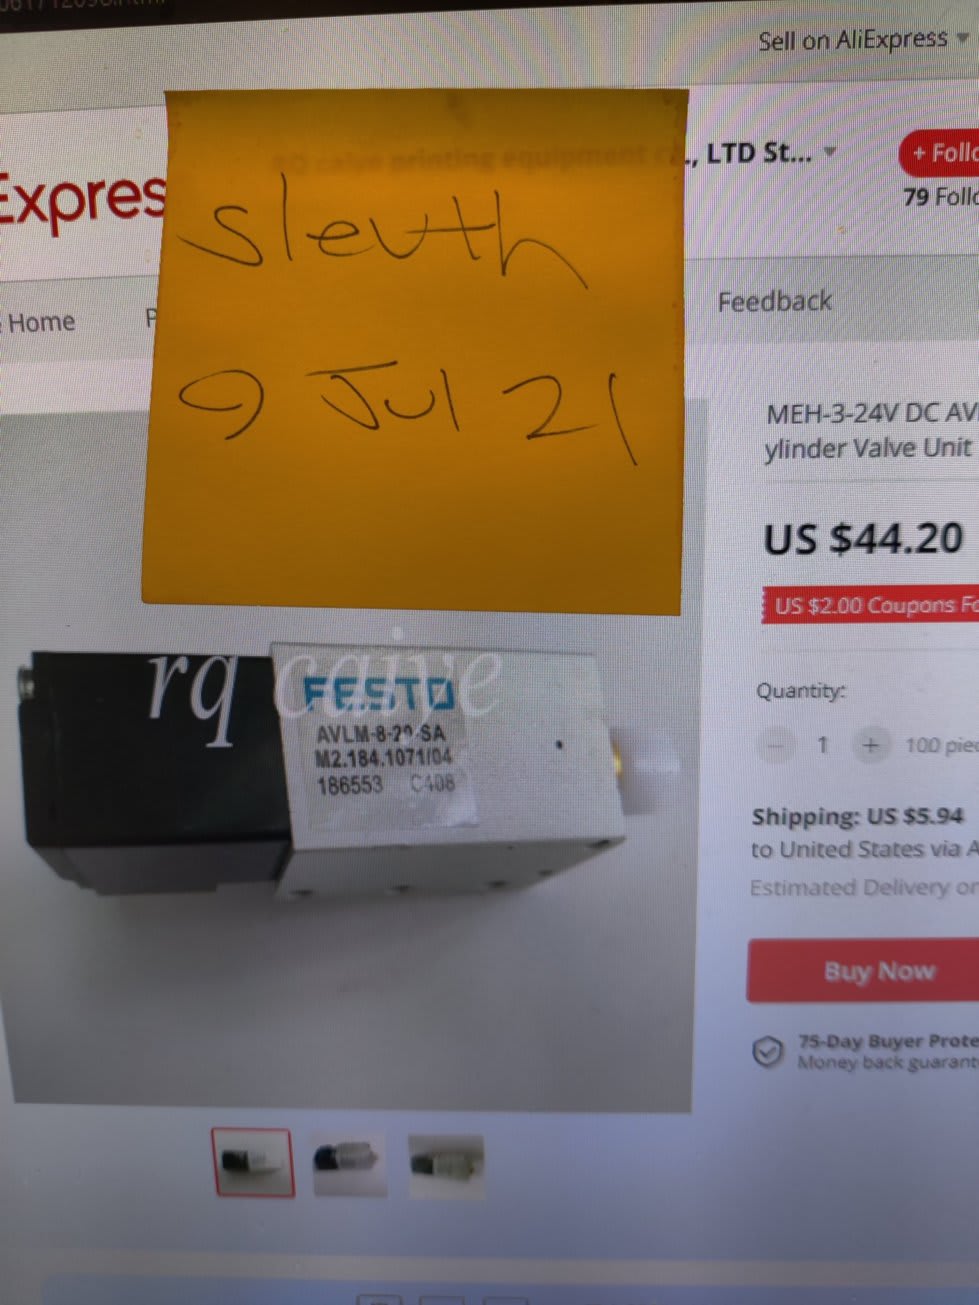 Sell on AliExpress
Expres
., LTD St...
+ Follo
79 Follo
Sleuth
9 Jul 21
Home
P
Feedback
MEH-3-24V DC AV
ylinder Valve Unit
US $44.20
US $2.00 Coupons Fo
Quantity:
- 1 + 100 piec
Shipping: US $5.94
to United States via A
Estimated Delivery on
Buy Now
75-Day Buyer Prote
Money back guarant
rq caiye
FESTO
AVLM-8-20-SA
M2.184.1071/04
186553 C408